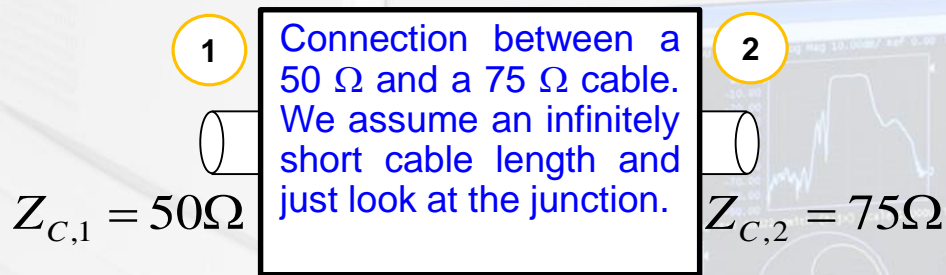 1
Connection between a
50 Ω and a 75 Ω cable.
We assume an infinitely
short cable length and
just look at the junction.
2
Z_{C,1} = 50Ω
Z_{C,2} = 75Ω